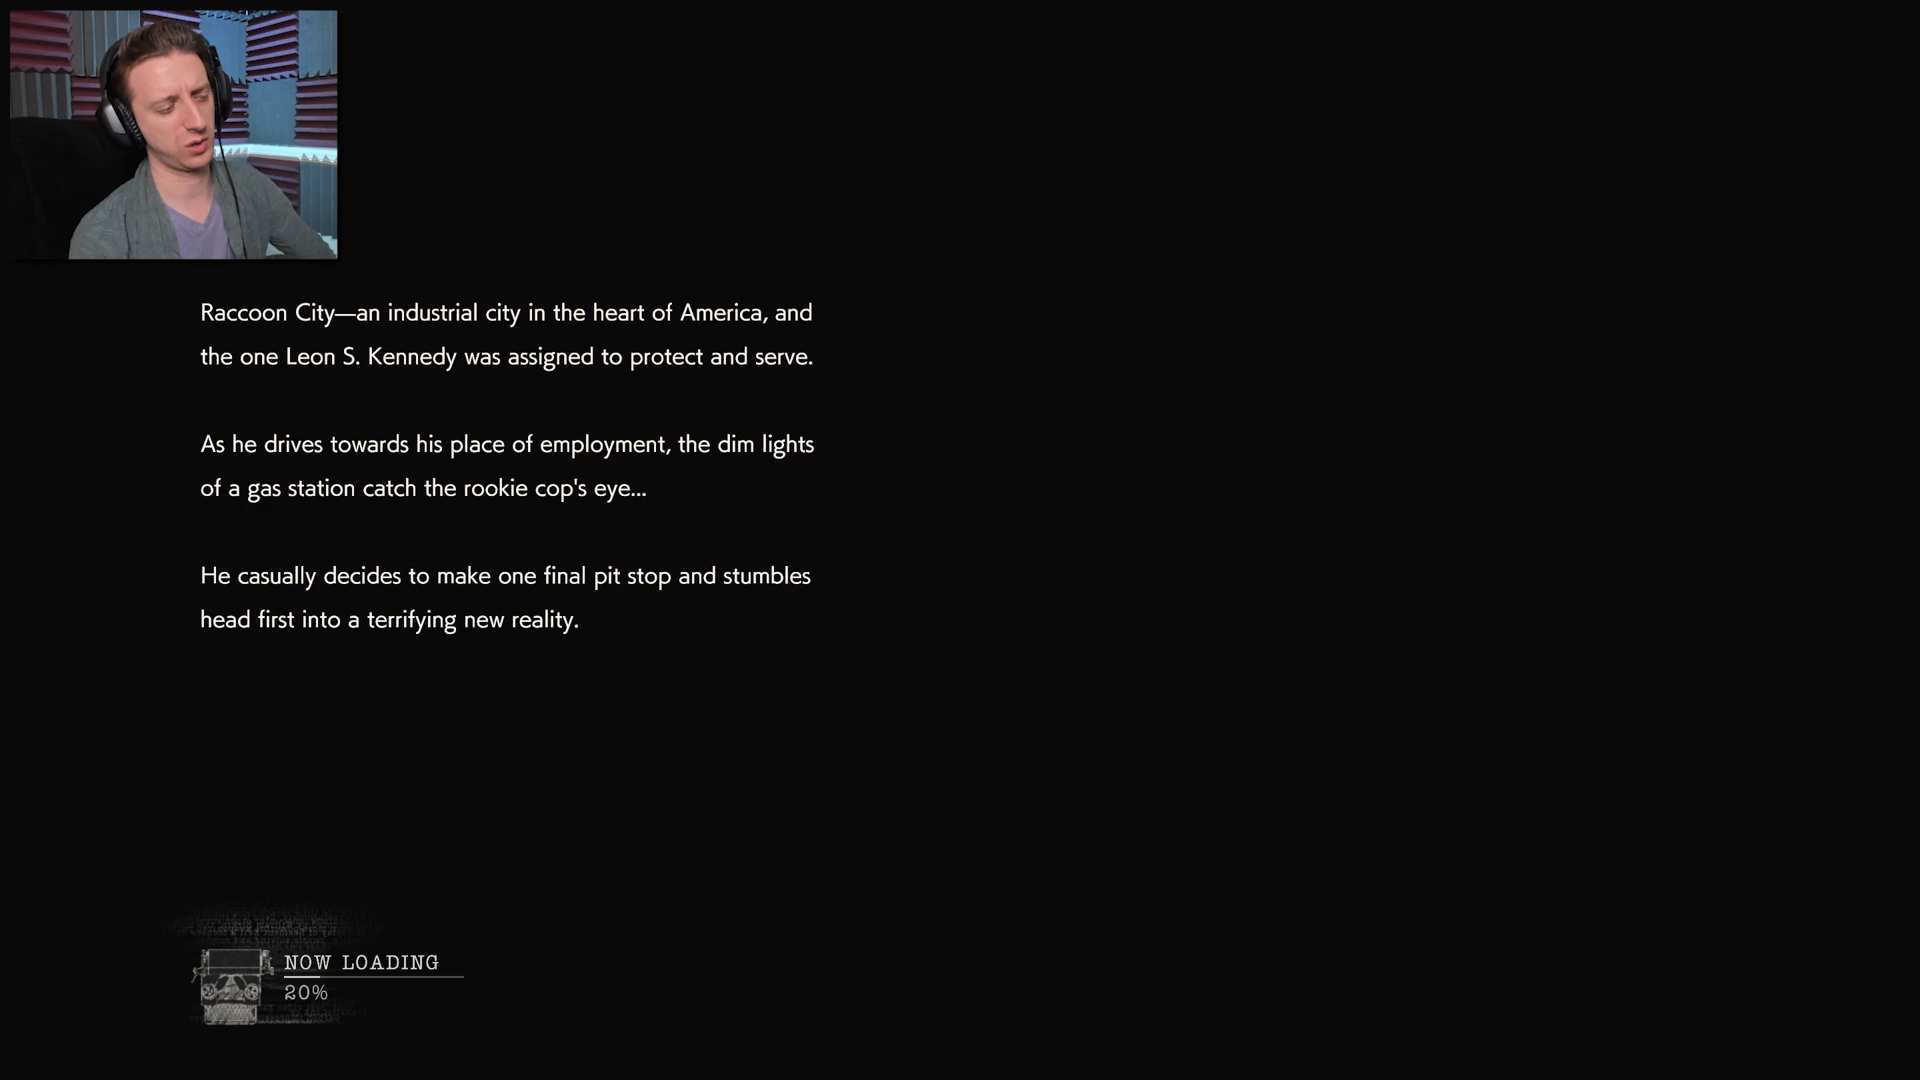 Raccoon City—an industrial city in the heart of America, and
the one Leon S. Kennedy was assigned to protect and serve.
As he drives towards his place of employment, the dim lights
of a gas station catch the rookie cop's eye...
He casually decides to make one final pit stop and stumbles
head first into a terrifying new reality.
NOW LOADING
20%